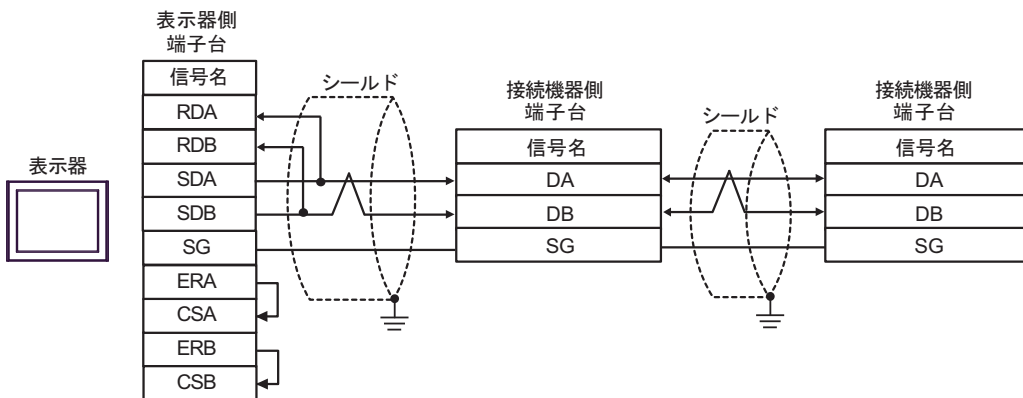 表示器
表示器側
端子台
信号名
RDA
RDB
SDA
SDB
SG
ERA
CSA
ERB
CSB
シールド
接続機器側
端子台
信号名
DA
DB
SG
シールド
接続機器側
端子台
信号名
DA
DB
SG